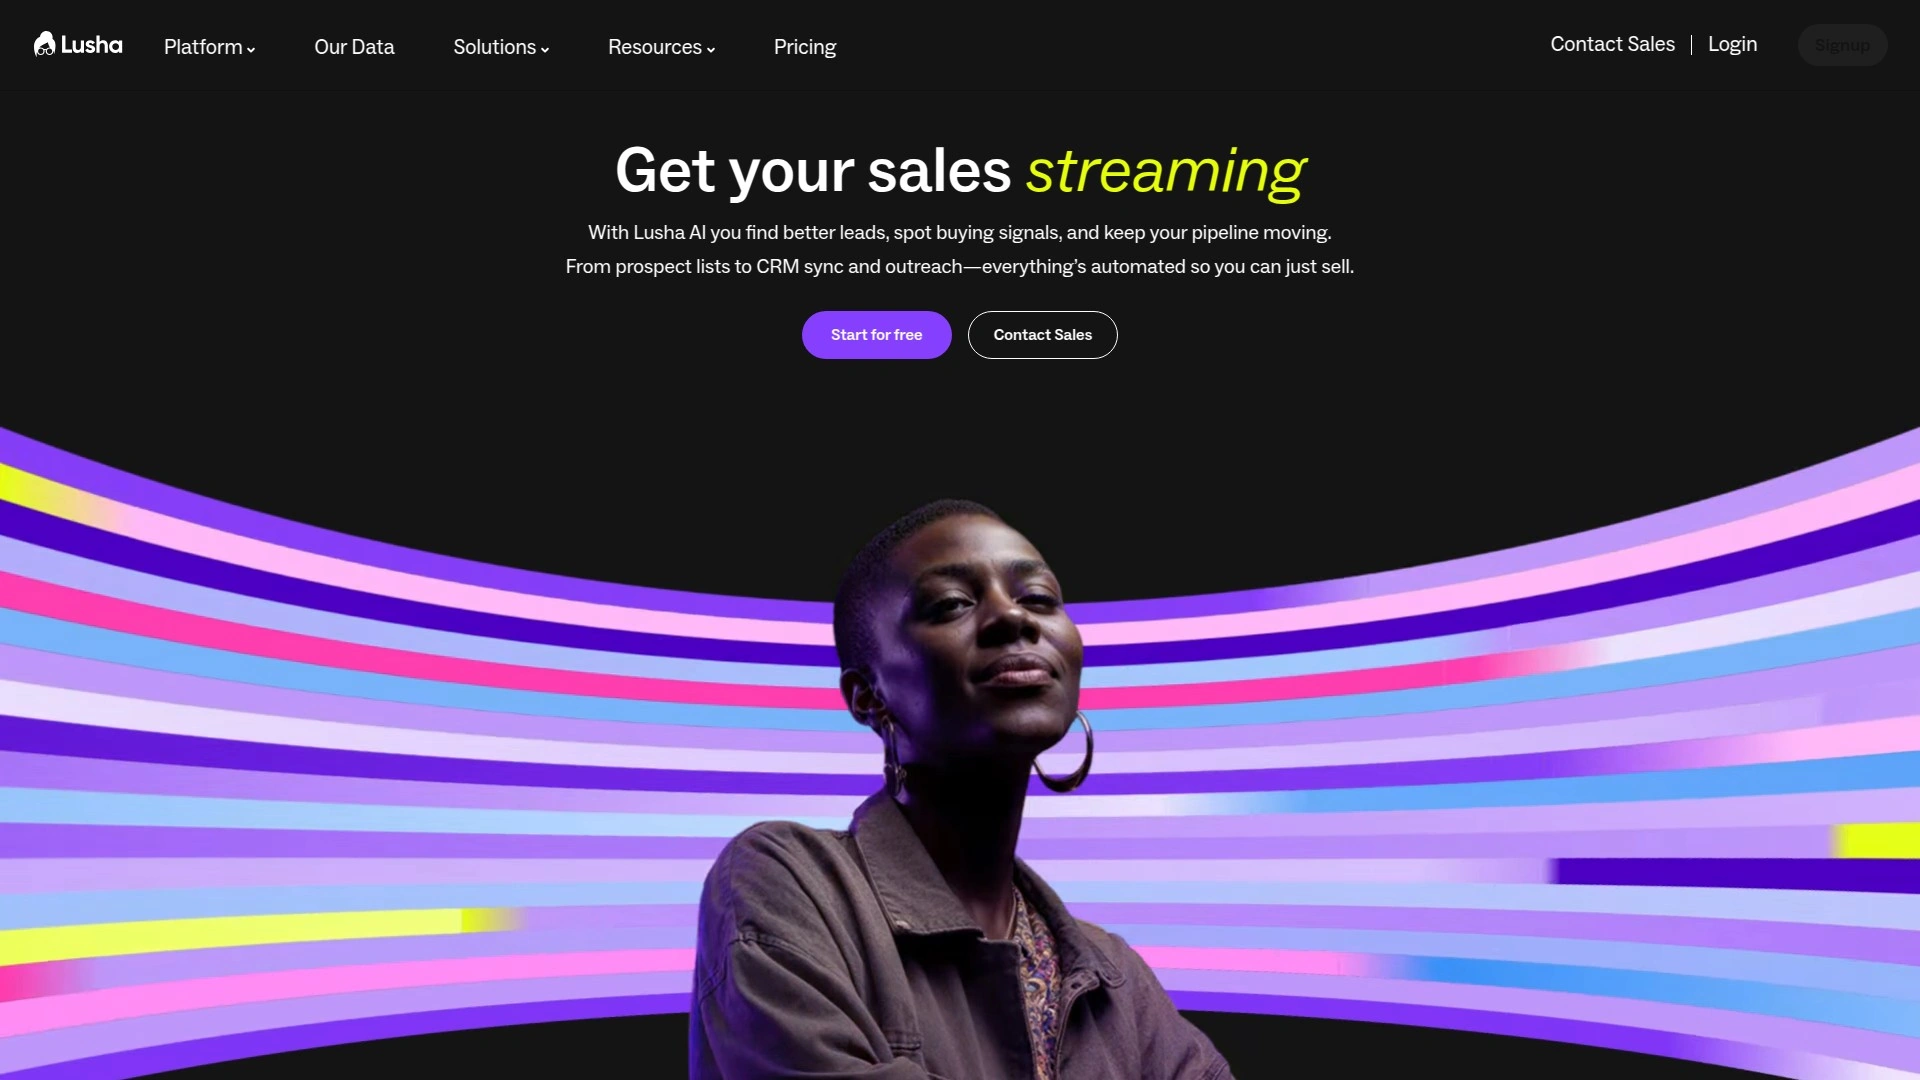 Lusha
Platform
Our Data
Solutions
Resources
Pricing
Contact Sales
Login
Signup
Get your sales streaming
With Lusha AI you find better leads, spot buying signals, and keep your pipeline moving.
From prospect lists to CRM sync and outreach—everything’s automated so you can just sell.
Start for free
Contact Sales